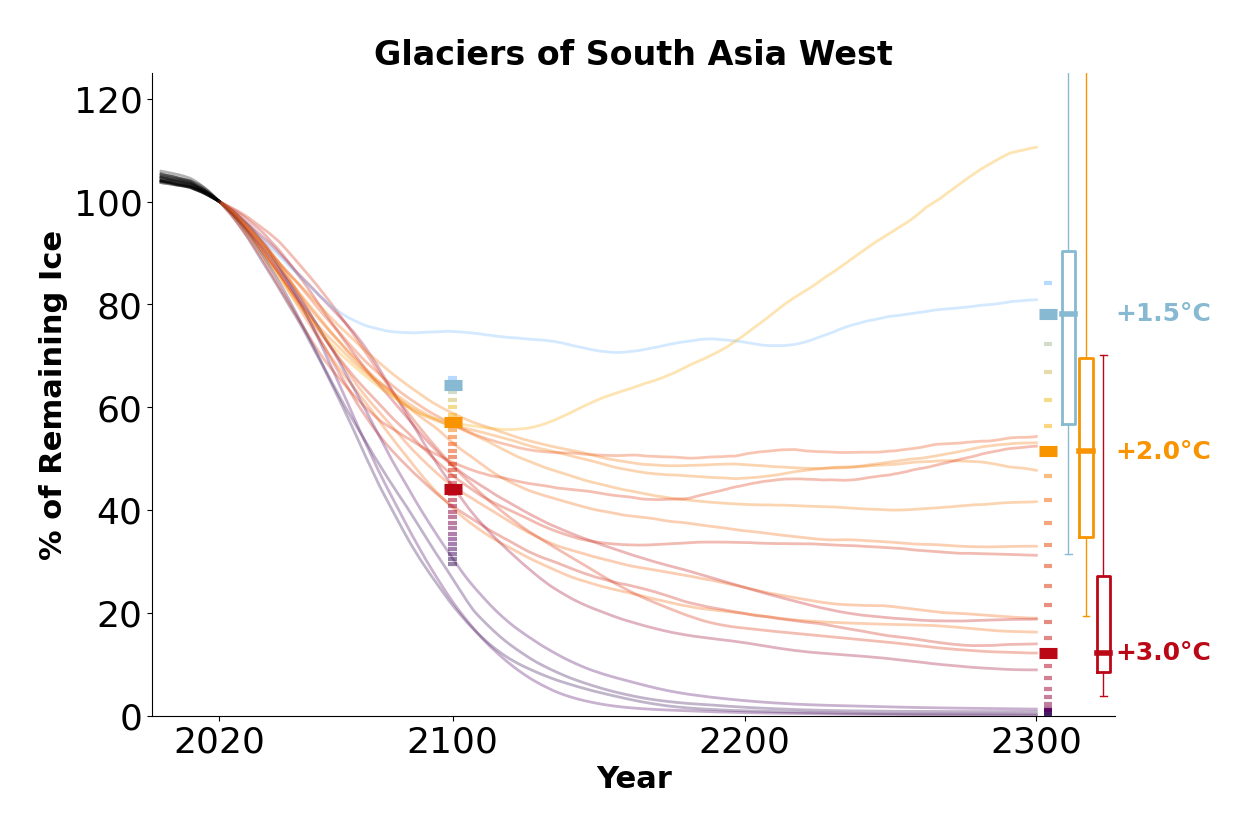 Glaciers of South Asia West
120
100
80
60
40
20
0
% of Remaining Ice
+1.5°C
+2.0°C
+3.0°C
2020 2100 2200 2300
Year